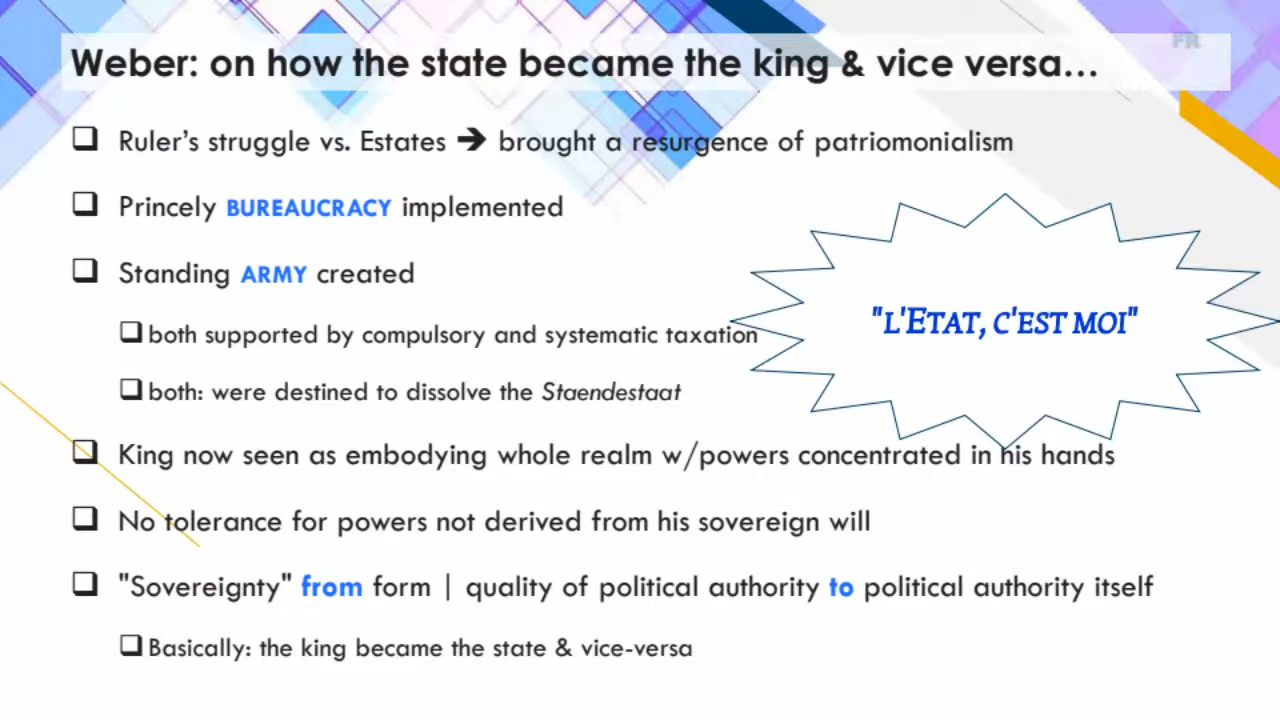 FR
Weber: on how the state became the king & vice versa...
Ruler's struggle vs. Estates ➔ brought a resurgence of patriomonialism
Princely BUREAUCRACY implemented
Standing ARMY created
both supported by compulsory and systematic taxation
"L'ETAT, C'EST MOI"
both: were destined to dissolve the Staendestaat
King now seen as embodying whole realm w/powers concentrated in his hands
No tolerance for powers not derived from his sovereign will
"Sovereignty" from form | quality of political authority to political authority itself
Basically: the king became the state & vice-versa